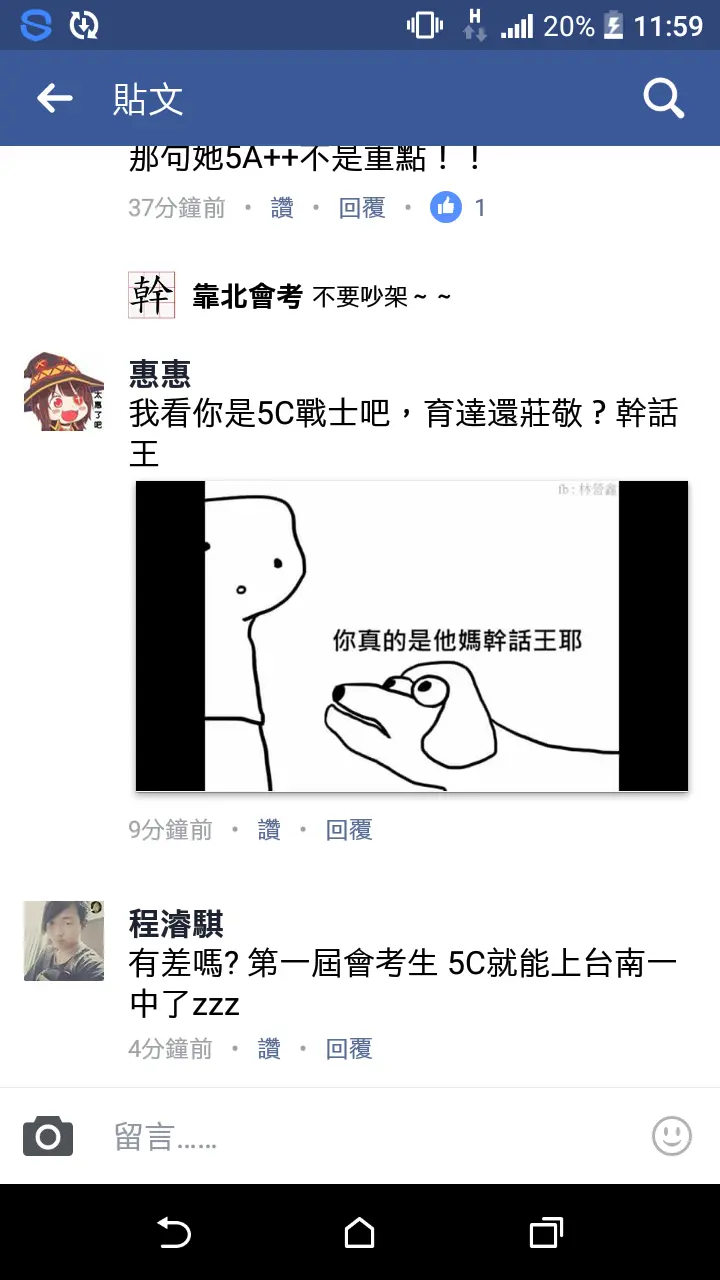 H 20% 11:59
貼文
那句她5A++不是重點！！
37分鐘前 • 讚 • 回覆 • 1
幹 靠北會考 不要吵架~ ~
惠惠
太惠了吧
我看你是5C戰士吧，育達還莊敬？幹話
王
fb : 林晉鑫
你真的是他媽幹話王耶
9分鐘前 • 讚 • 回覆
程濬騏
有差嗎? 第一屆會考生 5C就能上台南一
中了zzz
4分鐘前 • 讚 • 回覆
留言......